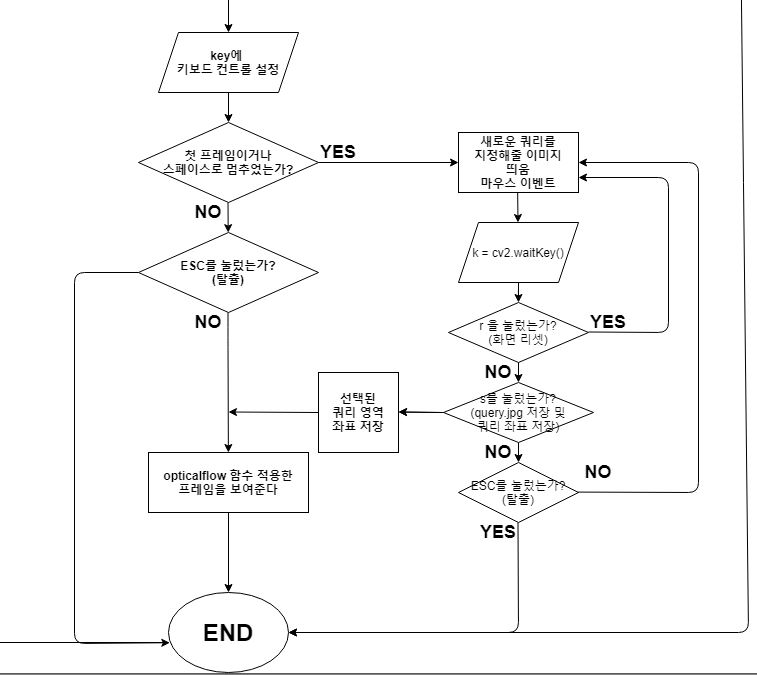 key에
키보드 컨트롤 설정
첫 프레임이거나
스페이스로 멈추었는가?
YES
새로운 쿼리를
지정해줄 이미지
띄움
마우스 이벤트
NO
k = cv2.waitKey()
ESC를 눌렀는가?
(탈출)
NO
r 을 눌렀는가?
(화면 리셋)
YES
NO
선택된
쿼리 영역
좌표 저장
s를 눌렀는가?
(query.jpg 저장 및
쿼리 좌표 저장)
NO
opticalflow 함수 적용한
프레임을 보여준다
ESC를 눌렀는가?
(탈출)
NO
YES
END